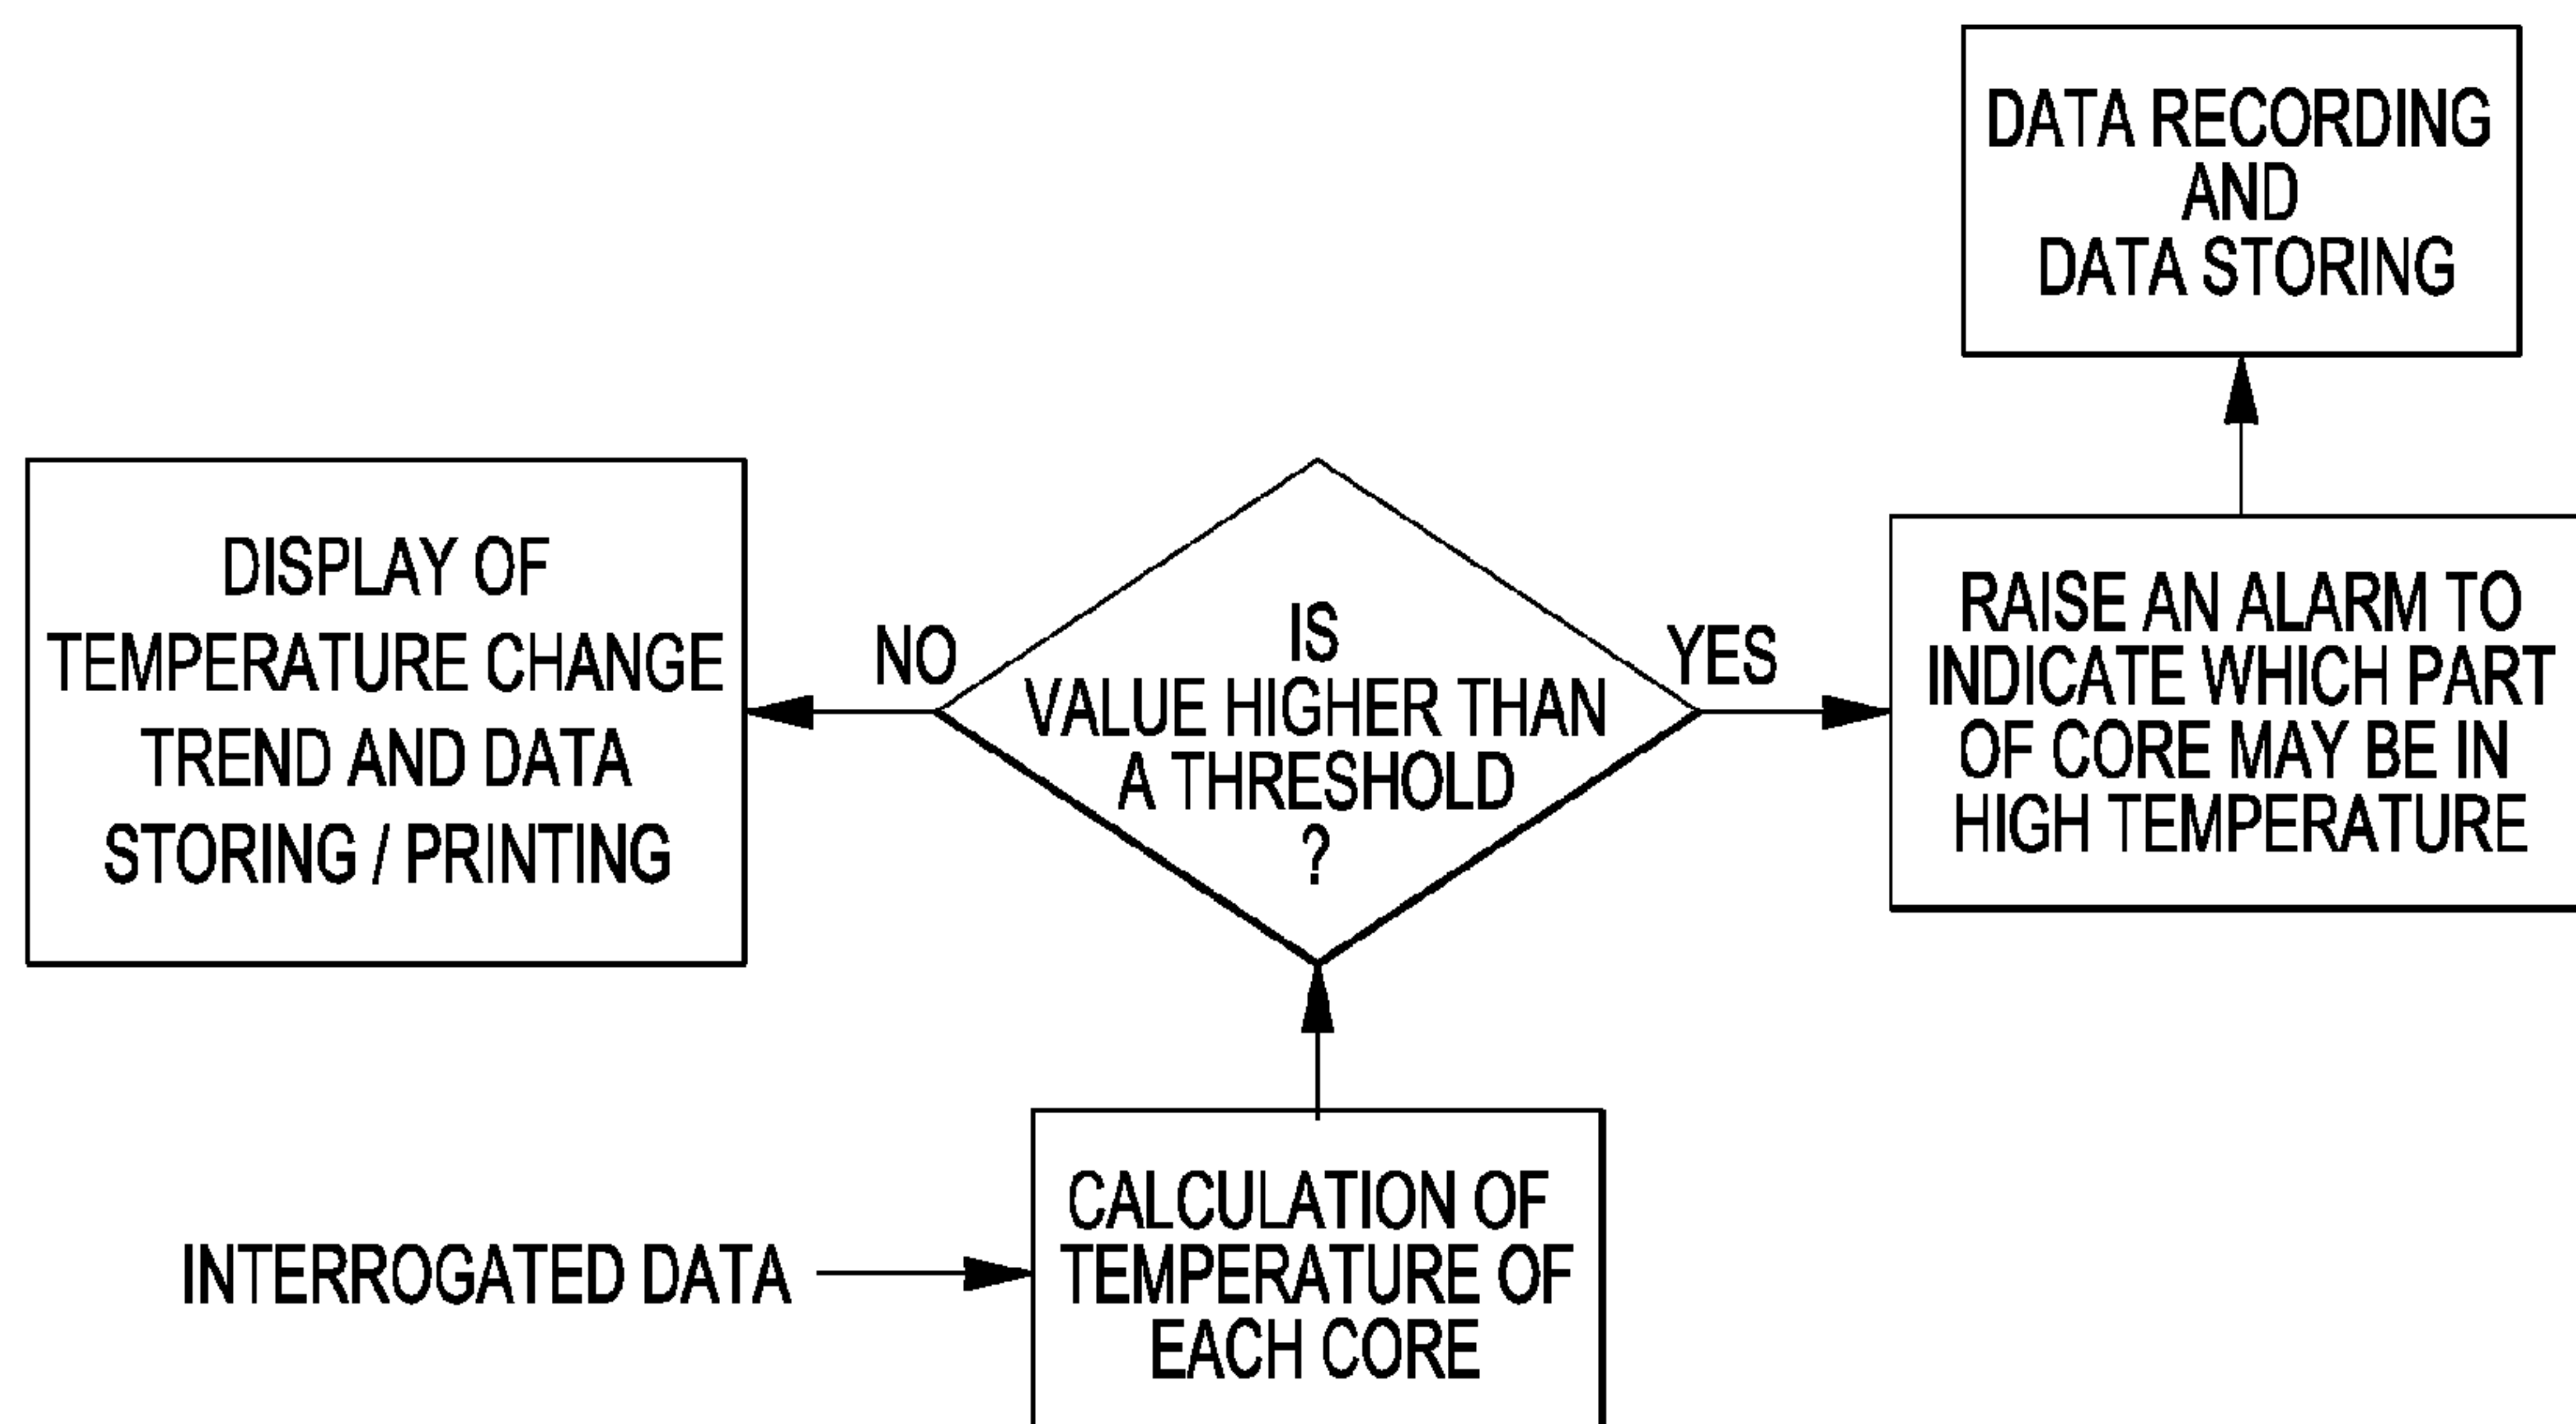 DATA RECORDING
AND
DATA STORING
DISPLAY OF
TEMPERATURE CHANGE
TREND AND DATA
STORING / PRINTING
NO
IS
VALUE HIGHER THAN
A THRESHOLD
?
YES
RAISE AN ALARM TO
INDICATE WHICH PART
OF CORE MAY BE IN
HIGH TEMPERATURE
INTERROGATED DATA
CALCULATION OF
TEMPERATURE OF
EACH CORE